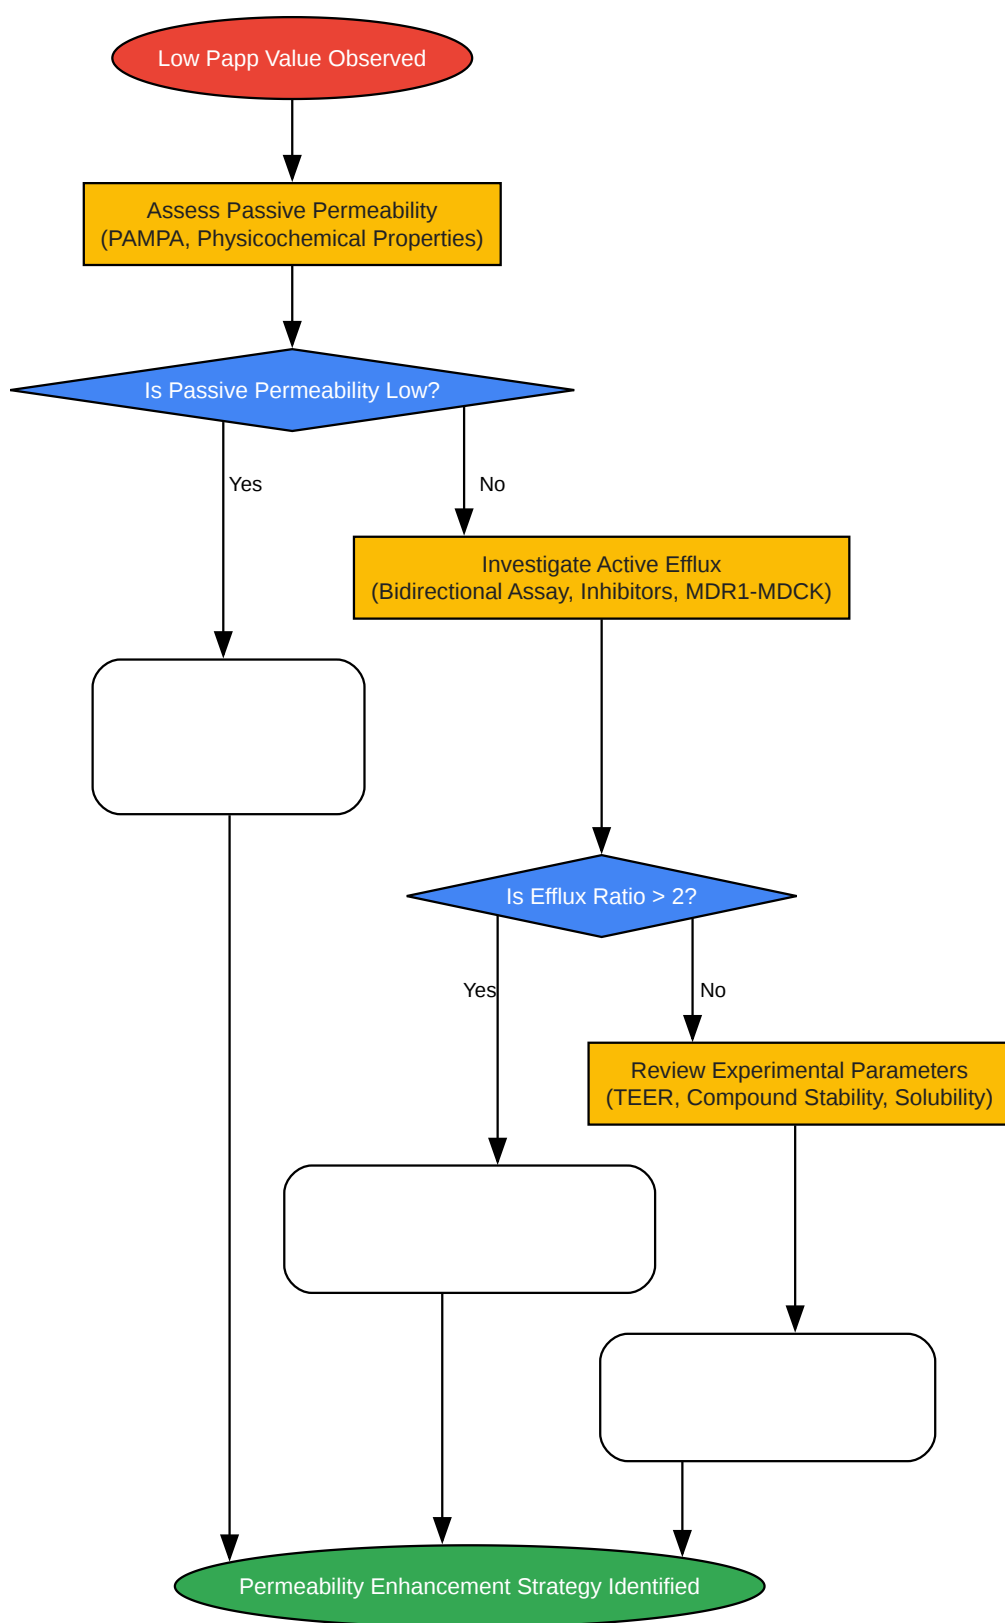 Low Papp Value Observed
Assess Passive Permeability
(PAMPA, Physicochemical Properties)
Is Passive Permeability Low?
Yes
No
Investigate Active Efflux
(Bidirectional Assay, Inhibitors, MDR1-MDCK)
Is Efflux Ratio > 2?
Yes
No
Review Experimental Parameters
(TEER, Compound Stability, Solubility)
Permeability Enhancement Strategy Identified